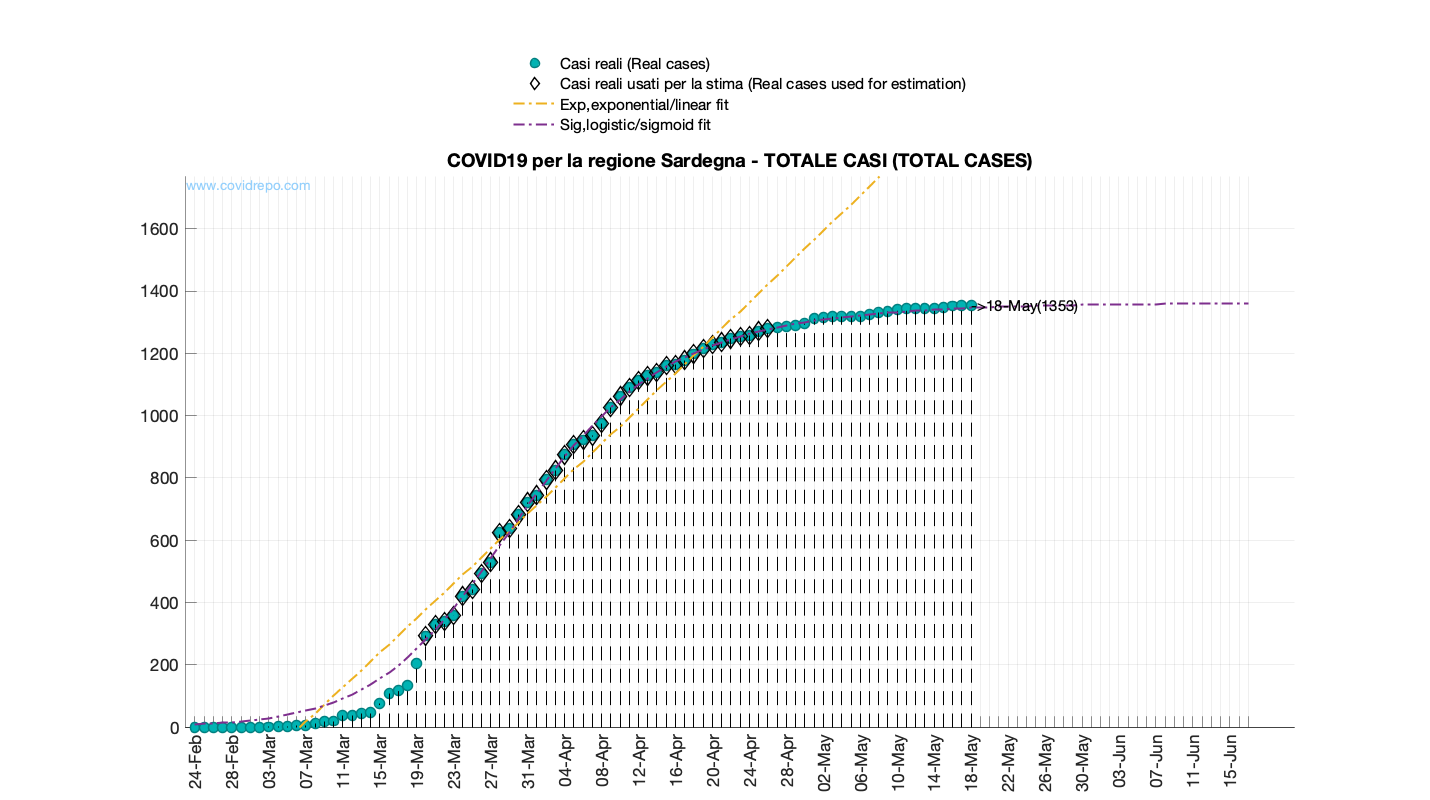 Casi reali (Real cases)
Casi reali usati per la stima (Real cases used for estimation)
Exp,exponential/linear fit
Sig,logistic/sigmoid fit
COVID19 per la regione Sardegna - TOTALE CASI (TOTAL CASES)
www.covidrepo.com
1600
1400
1200
1000
800
600
400
200
0
->18-May(1353)
24-Feb
28-Feb
03-Mar
07-Mar
11-Mar
15-Mar
19-Mar
23-Mar
27-Mar
31-Mar
04-Apr
08-Apr
12-Apr
16-Apr
20-Apr
24-Apr
28-Apr
02-May
06-May
10-May
14-May
18-May
22-May
26-May
30-May
03-Jun
07-Jun
11-Jun
15-Jun